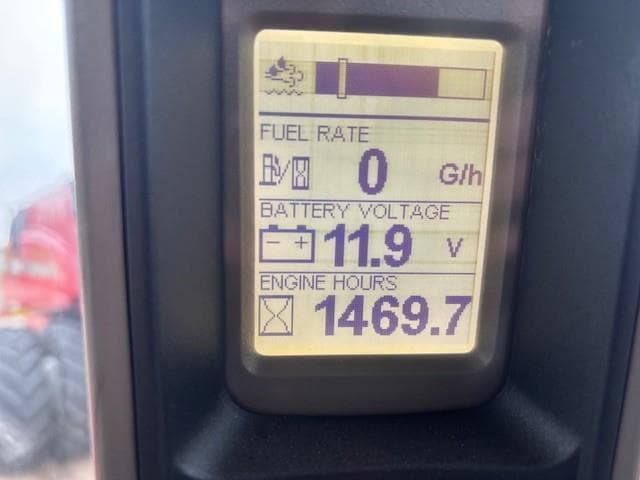 FUEL RATE
0 G/h
BATTERY VOLTAGE
- + 11.9 V
ENGINE HOURS
1469.7